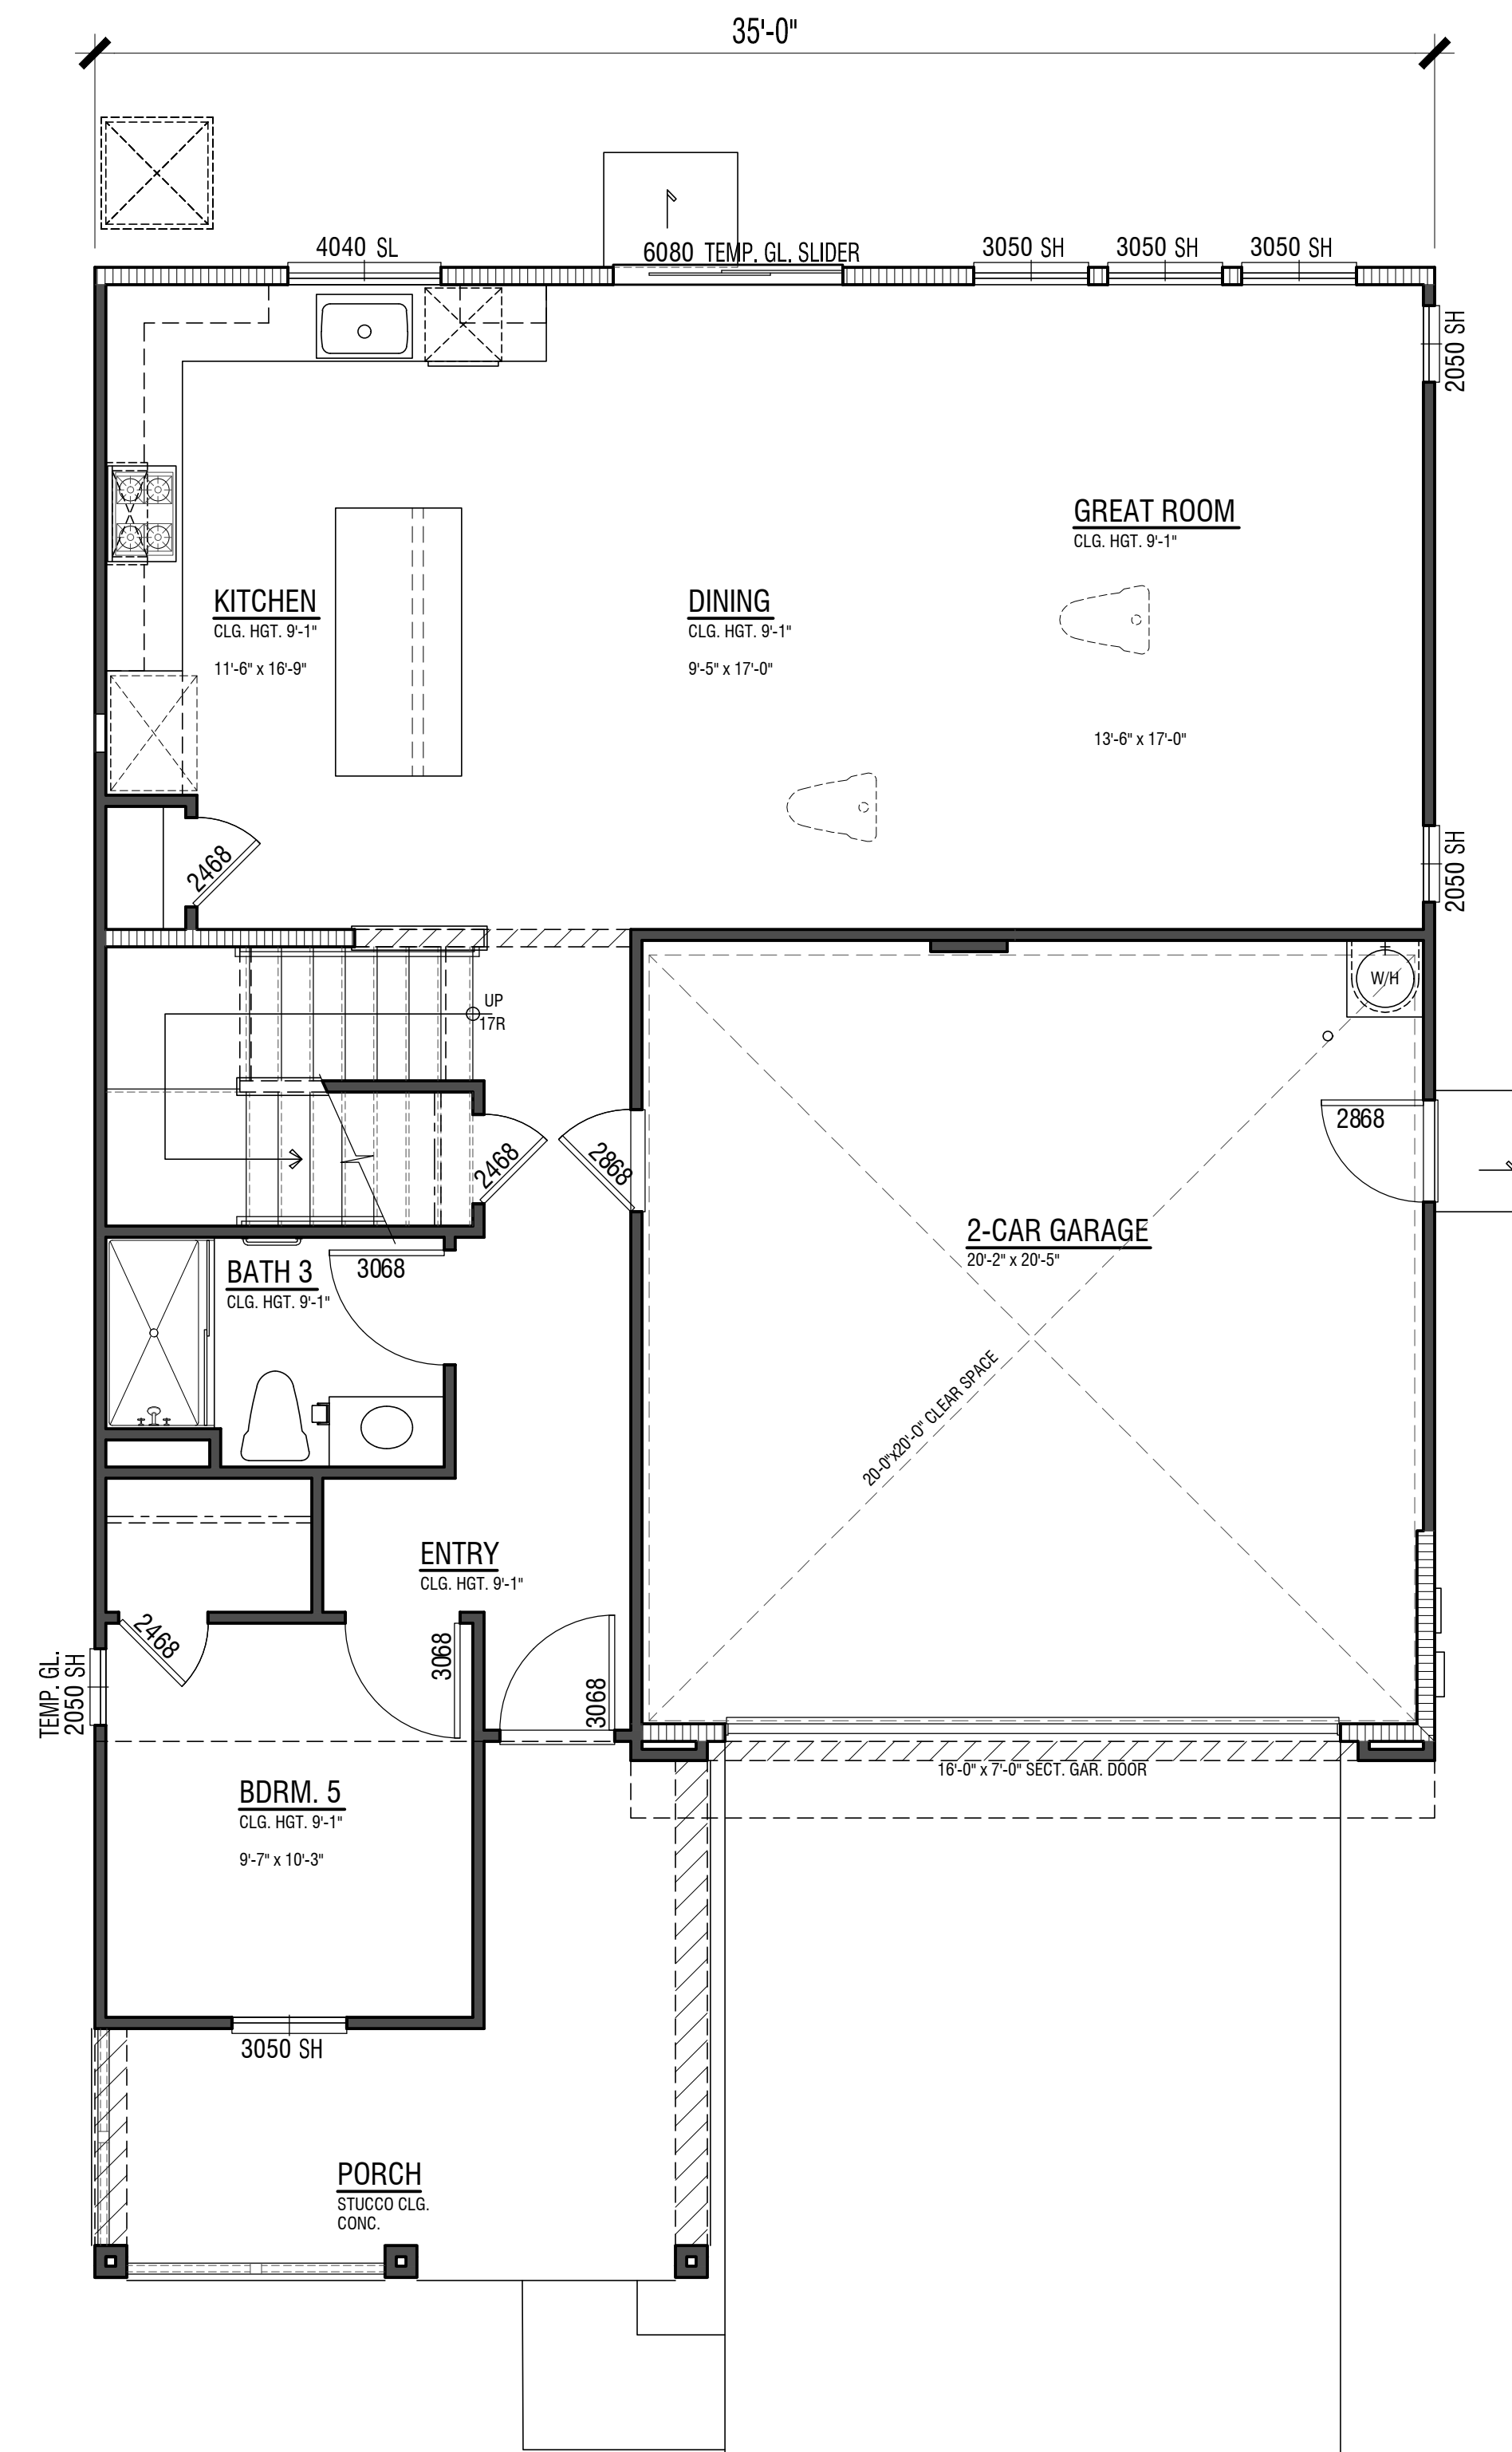 35'-0"
4040 SL
6080 TEMP. GL. SLIDER
3050 SH
3050 SH
3050 SH
2050 SH
GREAT ROOM
CLG. HGT. 9'-1"
KITCHEN
CLG. HGT. 9'-1"
11'-6" x 16'-9"
DINING
CLG. HGT. 9'-1"
9'-5" x 17'-0"
13'-6" x 17'-0"
2468
2050 SH
W/H
UP
17R
2868
2468
2868
2-CAR GARAGE
20'-2" x 20'-5"
BATH 3
CLG. HGT. 9'-1"
3068
20-0"x20'-0" CLEAR SPACE
ENTRY
CLG. HGT. 9'-1"
2468
3068
3068
TEMP. GL.
2050 SH
16'-0" x 7'-0" SECT. GAR. DOOR
BDRM. 5
CLG. HGT. 9'-1"
9'-7" x 10'-3"
3050 SH
PORCH
STUCCO CLG.
CONC.